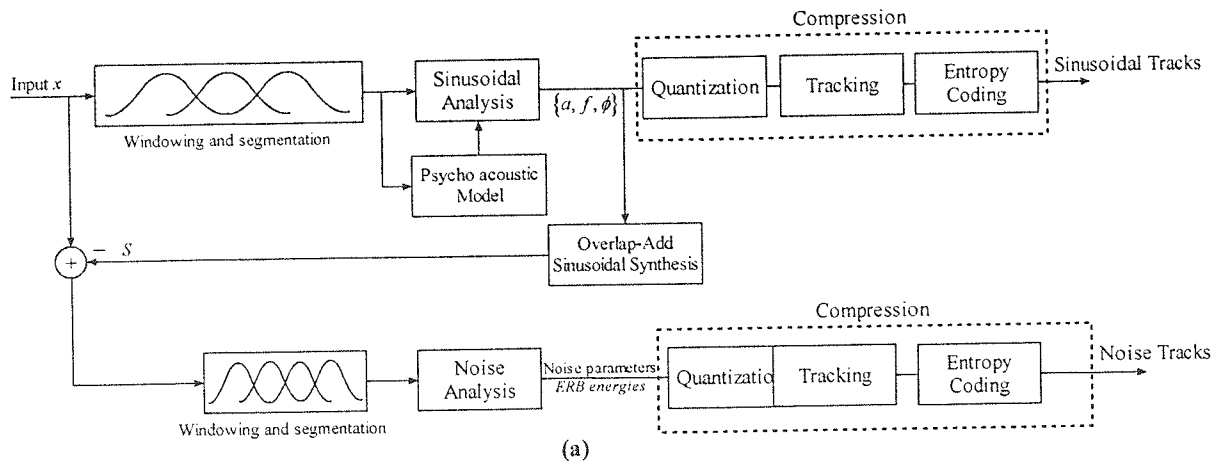 Compression
Input x
Windowing and segmentation
Sinusoidal
Analysis
{a, f, ϕ}
Quantization
Tracking
Entropy
Coding
Sinusoidal Tracks
Psycho acoustic
Model
Overlap-Add
Sinusoidal Synthesis
− S
+
Compression
Windowing and segmentation
Noise
Analysis
Noise parameters
ERB energies
Quantizatio
Tracking
Entropy
Coding
Noise Tracks
(a)